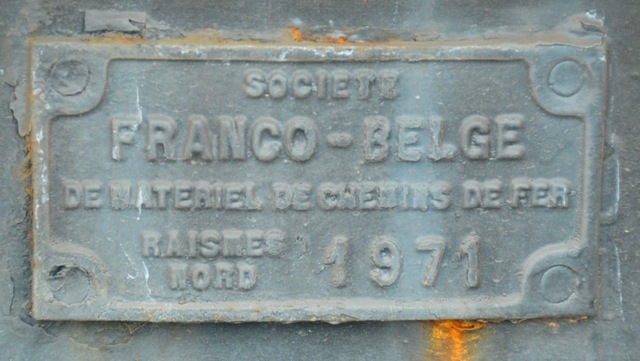 SOCIETE
FRANCO-BELGE
DE MATERIEL DE CHEMINS DE FER
RAISMES
NORD 1971